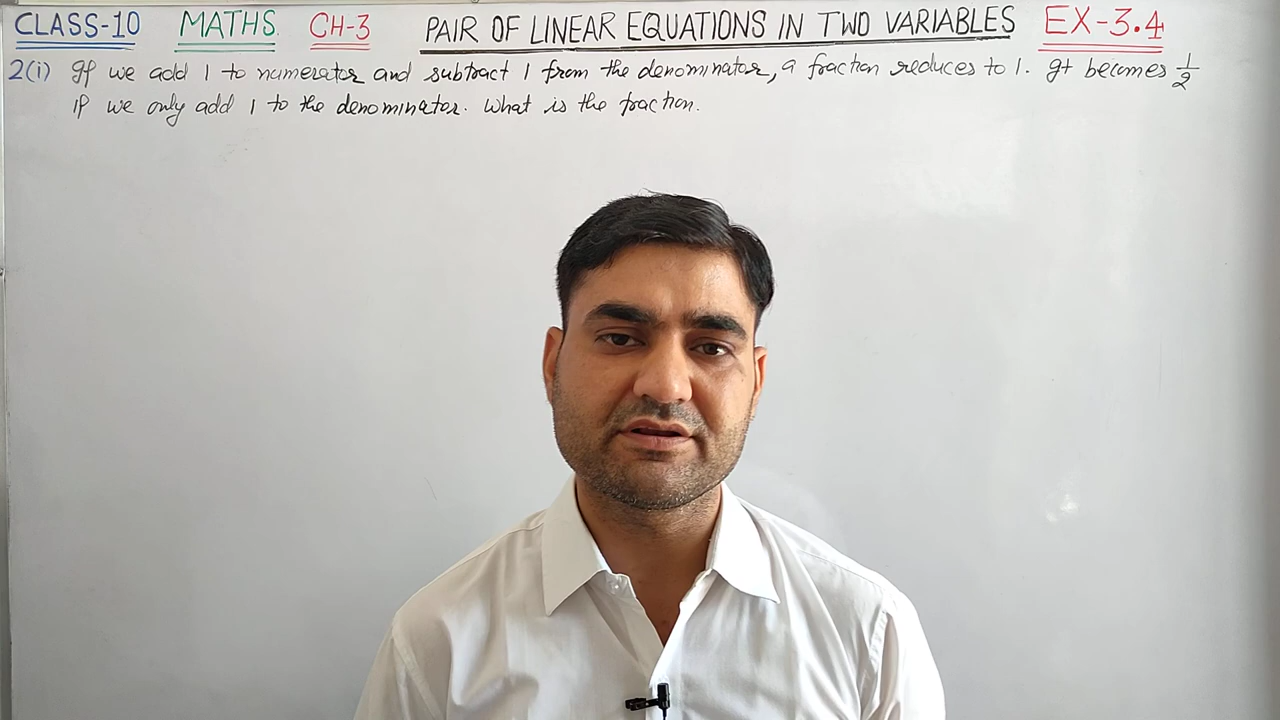 CLASS-10 MATHS CH-3 PAIR OF LINEAR EQUATIONS IN TWO VARIABLES EX-3.4
2(i) If we add 1 to numerator and subtract 1 from the denominator, a fraction reduces to 1. It becomes 1/2
if we only add 1 to the denominator. What is the fraction.